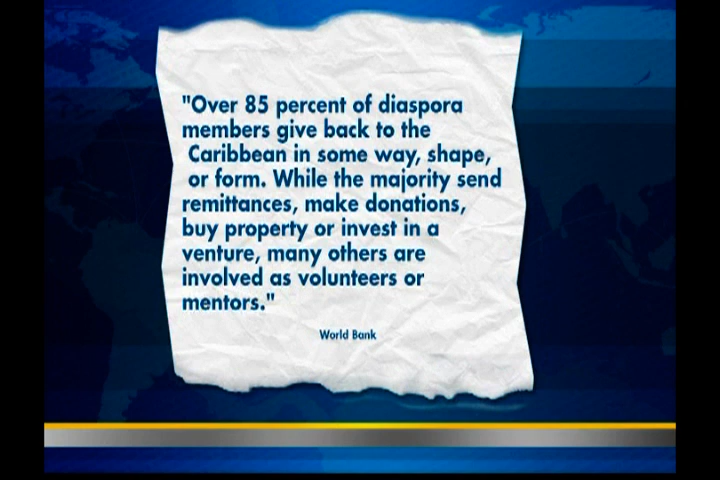 "Over 85 percent of diaspora
members give back to the
Caribbean in some way, shape,
or form. While the majority send
remittances, make donations,
buy property or invest in a
venture, many others are
involved as volunteers or
mentors."
World Bank